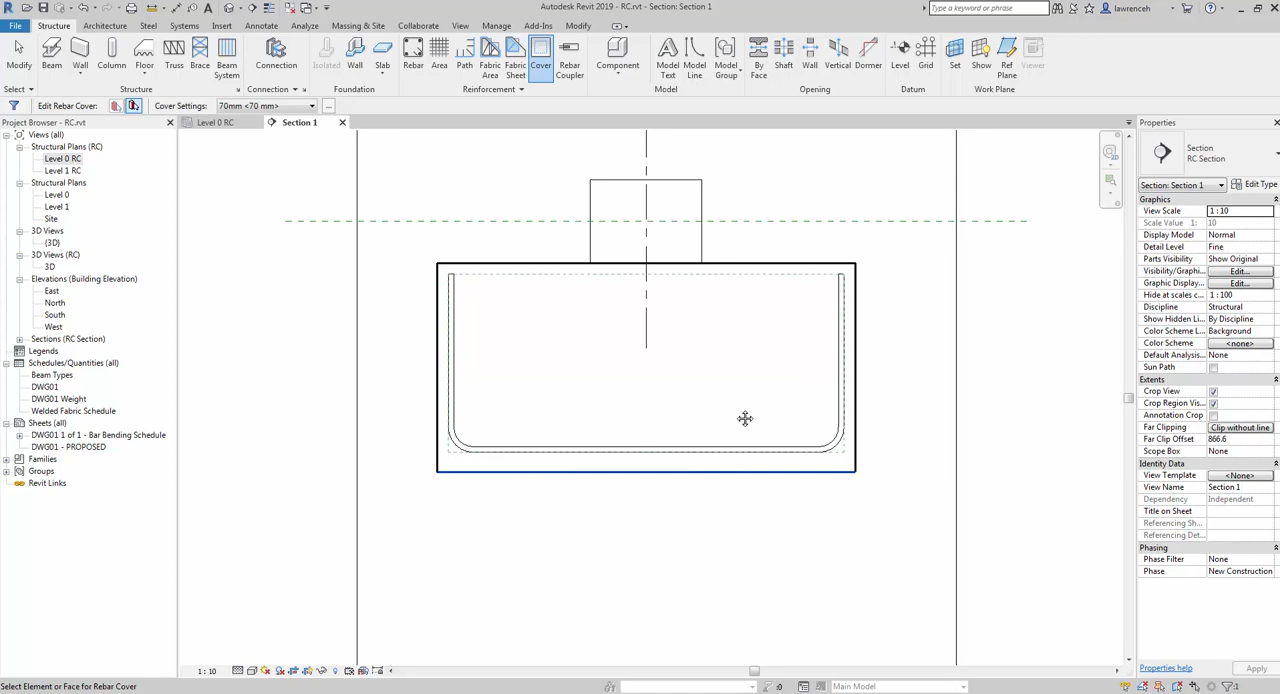 Autodesk Revit 2019 - RC.rvt - Section: Section 1
Type a keyword or phrase
lawrenceh
File Structure Architecture Steel Systems Insert Annotate Analyze Massing & Site Collaborate View Manage Add-Ins Modify
Modify Beam Wall Column Floor Truss Brace Beam System Connection Isolated Wall Slab Rebar Area Path Fabric Area Fabric Sheet Cover Rebar Coupler Component Model Text Model Line Model Group By Face Shaft Wall Vertical Dormer Level Grid Set Show Ref Plane Viewer
Select Structure Connection Foundation Reinforcement Model Opening Datum Work Plane
Edit Rebar Cover: Cover Settings: 70mm <70 mm> ...
Project Browser - RC.rvt
Level 0 RC
Section 1
Views (all)
Structural Plans (RC)
Level 0 RC
Level 1 RC
Structural Plans
Level 0
Level 1
Site
3D Views
{3D}
3D Views (RC)
3D
Elevations (Building Elevation)
East
North
South
West
Sections (RC Section)
Legends
Schedules/Quantities (all)
Beam Types
DWG01
DWG01 Weight
Welded Fabric Schedule
Sheets (all)
DWG01 1 of 1 - Bar Bending Schedule
DWG01 - PROPOSED
Families
Groups
Revit Links
Properties
Section
RC Section
Section: Section 1
Edit Type
Graphics
View Scale 1 : 10
Scale Value 1: 10
Display Model Normal
Detail Level Fine
Parts Visibility Show Original
Visibility/Graphi... Edit...
Graphic Display... Edit...
Hide at scales c... 1 : 100
Discipline Structural
Show Hidden Li... By Discipline
Color Scheme L... Background
Color Scheme <none>
Default Analysis... None
Sun Path
Extents
Crop View
Crop Region Vis...
Annotation Crop
Far Clipping Clip without line
Far Clip Offset 866.6
Scope Box None
Identity Data
View Template <None>
View Name Section 1
Dependency Independent
Title on Sheet
Referencing Sh...
Referencing Det...
Phasing
Phase Filter None
Phase New Construction
Properties help
Apply
1 : 10
Select Element or Face for Rebar Cover
:0
Main Model
:1